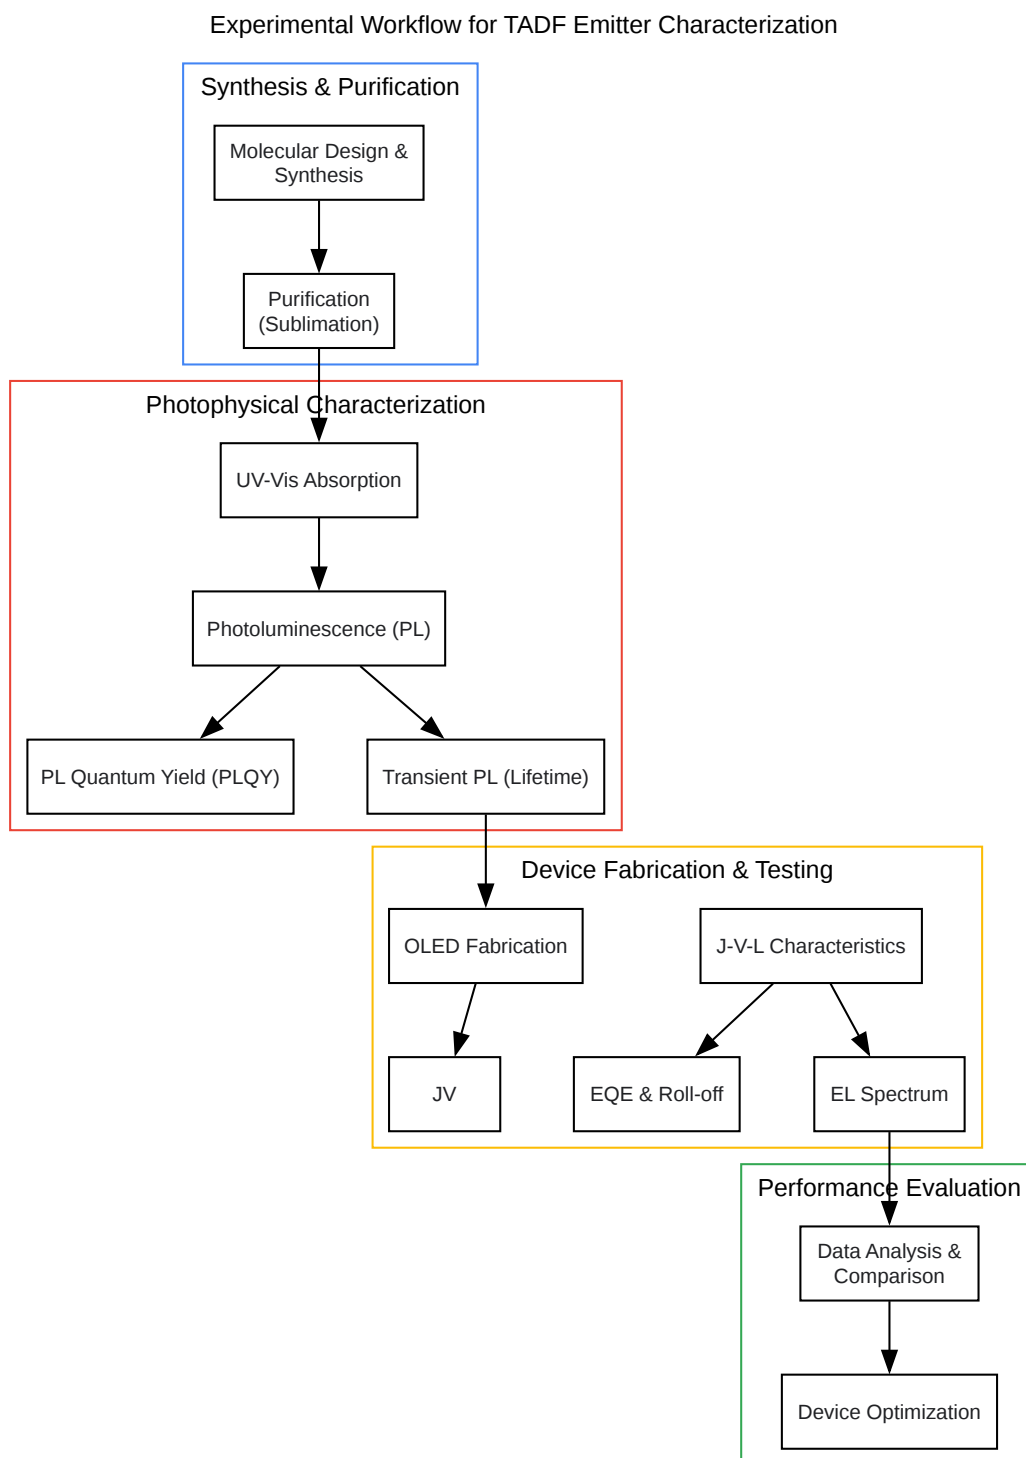 Experimental Workflow for TADF Emitter Characterization
Synthesis & Purification
Molecular Design &
Synthesis
Purification
(Sublimation)
Photophysical Characterization
UV-Vis Absorption
Photoluminescence (PL)
PL Quantum Yield (PLQY)
Transient PL (Lifetime)
Device Fabrication & Testing
OLED Fabrication
J-V-L Characteristics
JV
EQE & Roll-off
EL Spectrum
Performance Evaluation
Data Analysis &
Comparison
Device Optimization